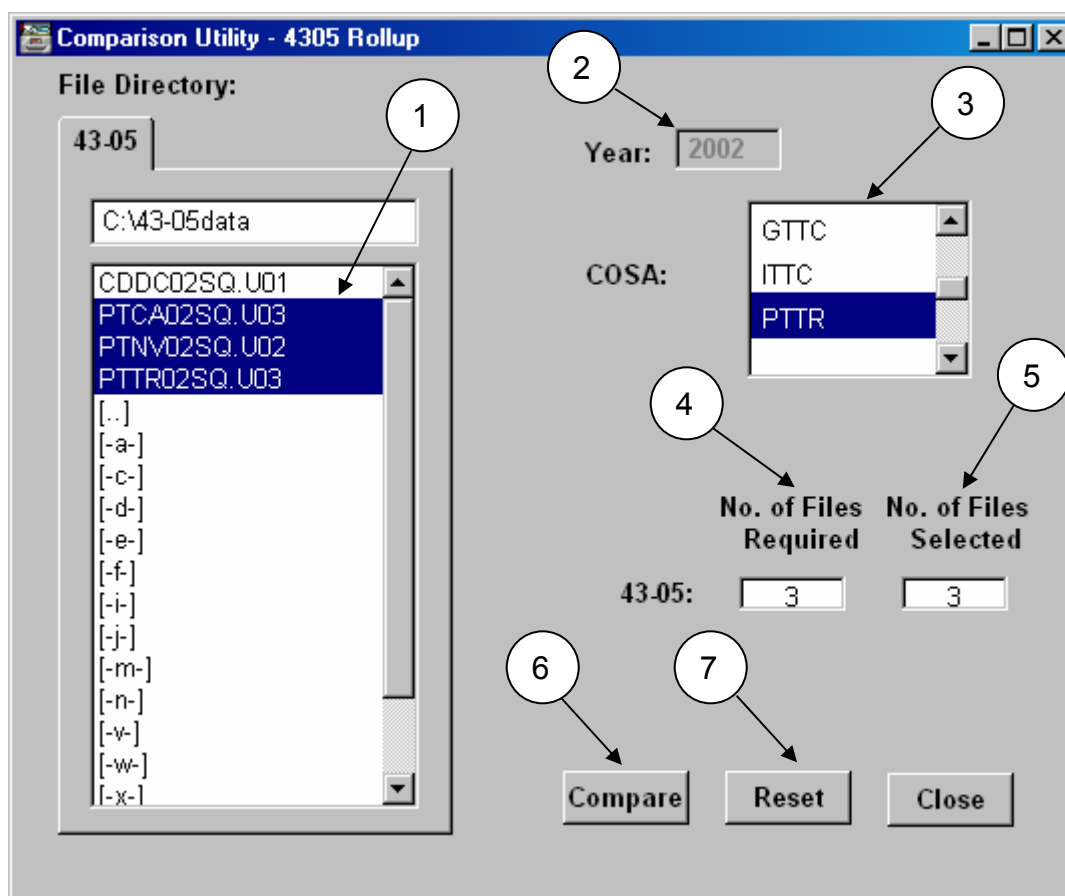 Comparison Utility - 4305 Rollup
File Directory:
43-05
C:\43-05data
CDDC02SQ.U01
PTCA02SQ.U03
PTNV02SQ.U02
PTTR02SQ.U03
[..]
[-a-]
[-c-]
[-d-]
[-e-]
[-f-]
[-i-]
[-j-]
[-m-]
[-n-]
[-v-]
[-w-]
[-x-]
1
2
Year: 2002
3
COSA:
GTTC
ITTC
PTTR
4
5
No. of Files Required
No. of Files Selected
43-05: 3 3
6
7
Compare
Reset
Close